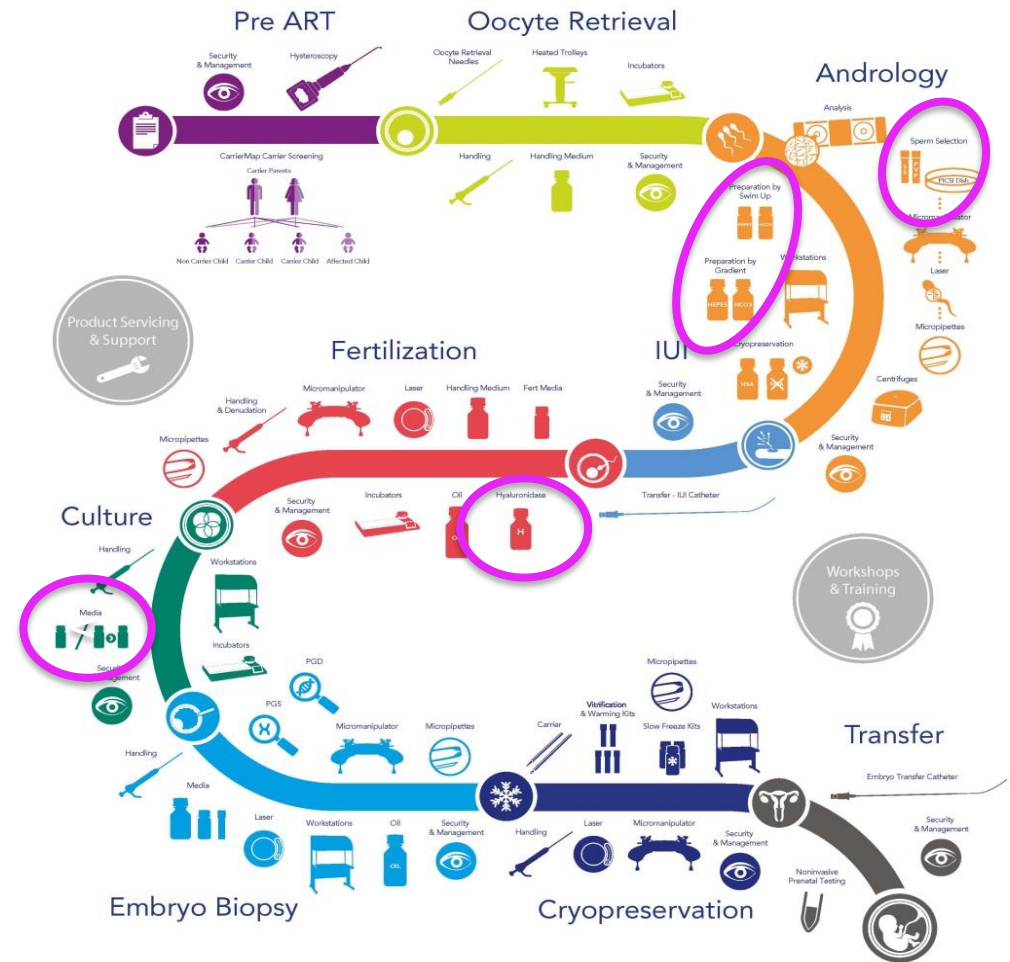 Pre ART
Security
& Management
Hysteroscopy
CarrierMap Carrier Screening
Carrier Parents
Non Carrier Child
Carrier Child
Carrier Child
Affected Child
Oocyte Retrieval
Oocyte Retrieval
Needles
Heated Trolleys
Incubators
Handling
Handling Medium
Security
& Management
Andrology
Analysis
Sperm Selection
PICSI Dish
Micromanipulator
Laser
Micropipettes
Preparation by
Swim Up
HEPES
HCO3
Preparation by
Gradient
HEPES
HCO3
Workstations
Cryopreservation
HSA
Centrifuges
Security
& Management
Product Servicing
& Support
Fertilization
Handling
& Denudation
Micromanipulator
Laser
Handling Medium
Fert Media
Micropipettes
Security
& Management
Incubators
Oil
Hyaluronidase
H
IUI
Security
& Management
Transfer - IUI Catheter
Culture
Handling
Media
Security
Management
Workstations
Incubators
Workshops
& Training
PGD
PGS
Micromanipulator
Micropipettes
Handling
Media
Laser
Workstations
Oil
OIL
Security
& Management
Embryo Biopsy
Micropipettes
Carrier
Vitrification
& Warming Kits
Slow Freeze Kits
Workstations
Handling
Laser
Micromanipulator
Security
& Management
Cryopreservation
Transfer
Embryo Transfer Catheter
Security
& Management
Noninvasive
Prenatal Testing